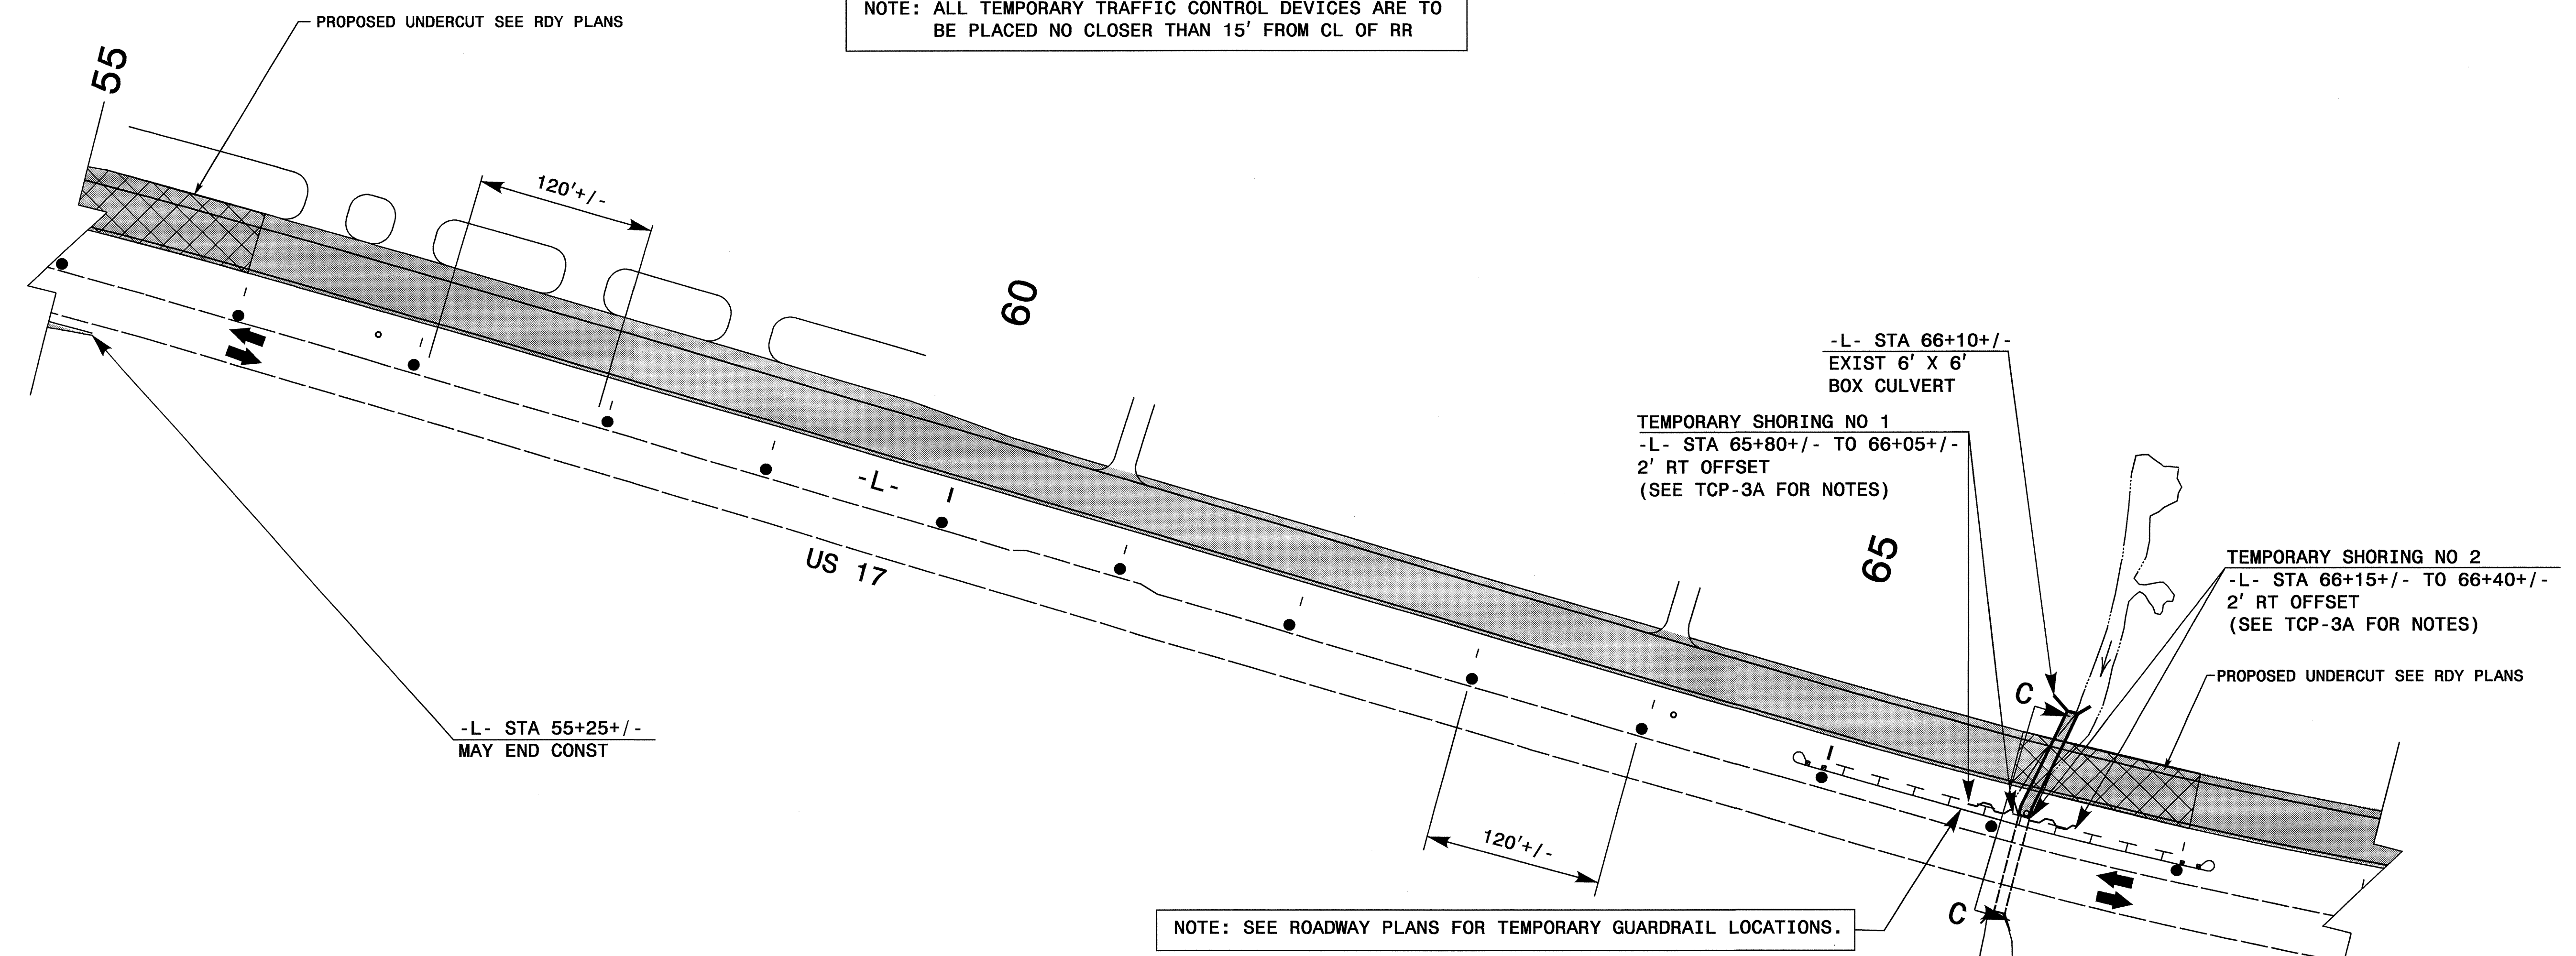 PROPOSED UNDERCUT SEE RDY PLANS
NOTE: ALL TEMPORARY TRAFFIC CONTROL DEVICES ARE TO
BE PLACED NO CLOSER THAN 15' FROM CL OF RR
55
120'+/-
60
-L-
US 17
-L- STA 66+10+/-
EXIST 6' X 6'
BOX CULVERT
TEMPORARY SHORING NO 1
-L- STA 65+80+/- TO 66+05+/-
2' RT OFFSET
(SEE TCP-3A FOR NOTES)
65
TEMPORARY SHORING NO 2
-L- STA 66+15+/- TO 66+40+/-
2' RT OFFSET
(SEE TCP-3A FOR NOTES)
PROPOSED UNDERCUT SEE RDY PLANS
C
-L- STA 55+25+/-
MAY END CONST
120'+/-
C
NOTE: SEE ROADWAY PLANS FOR TEMPORARY GUARDRAIL LOCATIONS.